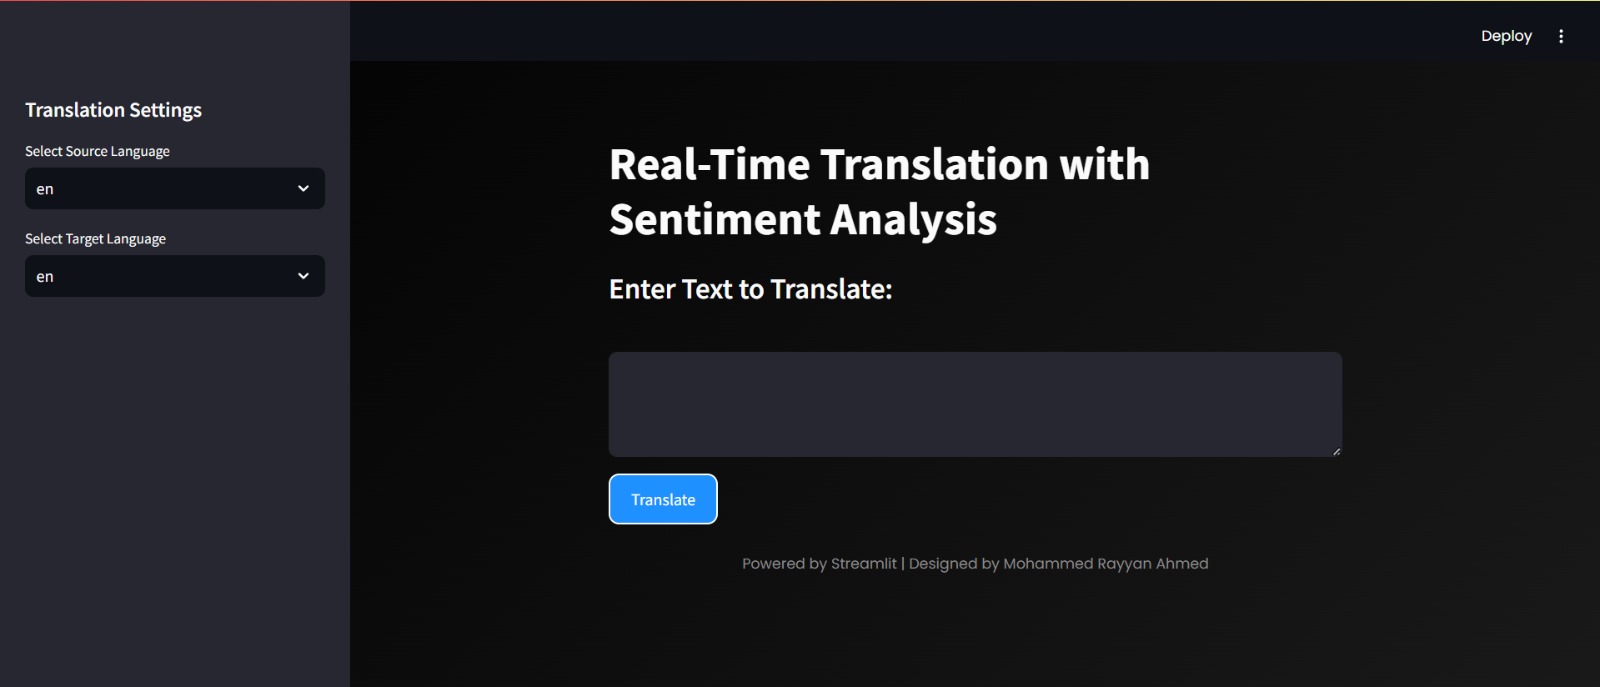 Deploy
Translation Settings
Select Source Language
en
Select Target Language
en
Real-Time Translation with
Sentiment Analysis
Enter Text to Translate:
Translate
Powered by Streamlit | Designed by Mohammed Rayyan Ahmed